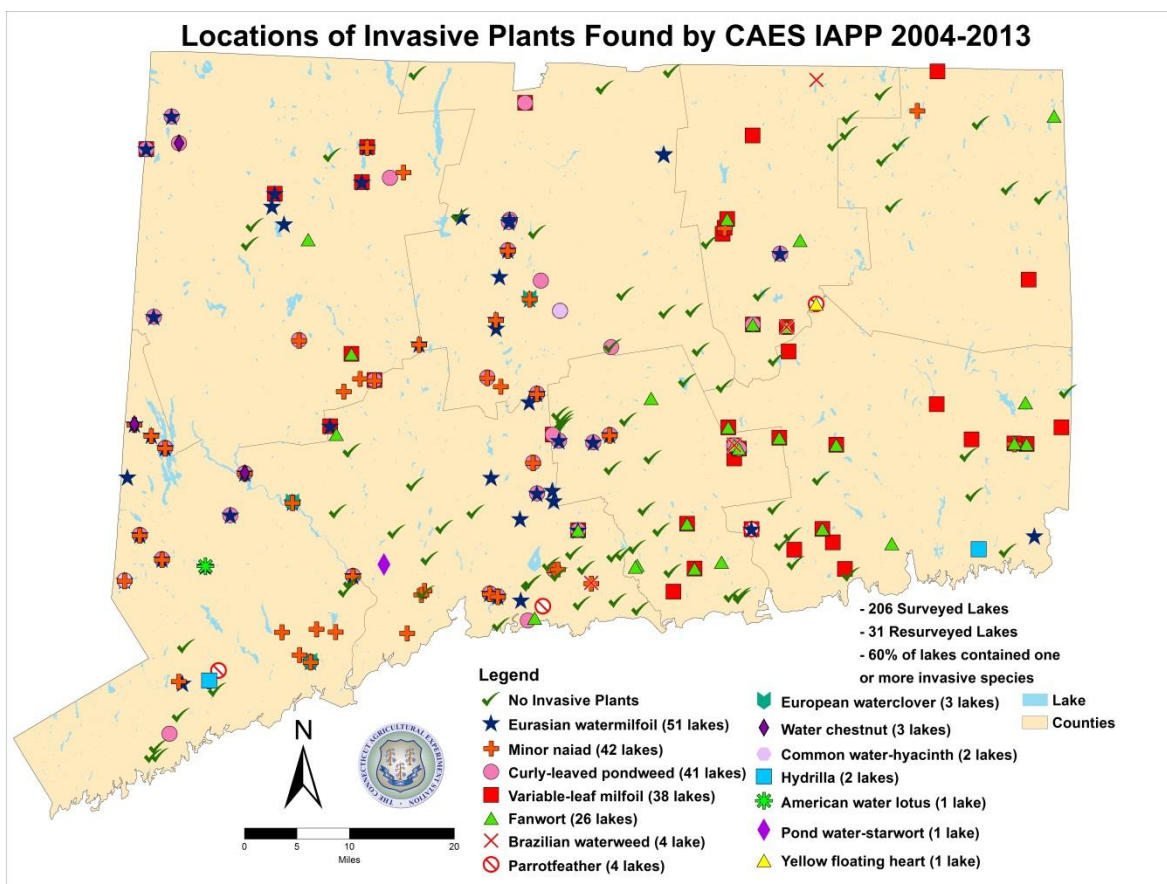 Locations of Invasive Plants Found by CAES IAPP 2004-2013
- 206 Surveyed Lakes
- 31 Resurveyed Lakes
- 60% of lakes contained one
or more invasive species
Legend
No Invasive Plants
Eurasian watermilfoil (51 lakes)
Minor naiad (42 lakes)
Curly-leaved pondweed (41 lakes)
Variable-leaf milfoil (38 lakes)
Fanwort (26 lakes)
Brazilian waterweed (4 lake)
Parrotfeather (4 lakes)
European waterclover (3 lakes)
Water chestnut (3 lakes)
Common water-hyacinth (2 lakes)
Hydrilla (2 lakes)
American water lotus (1 lake)
Pond water-starwort (1 lake)
Yellow floating heart (1 lake)
Lake
Counties
N
THE CONNECTICUT AGRICULTURAL EXPERIMENT STATION
0 5 10 20
Miles